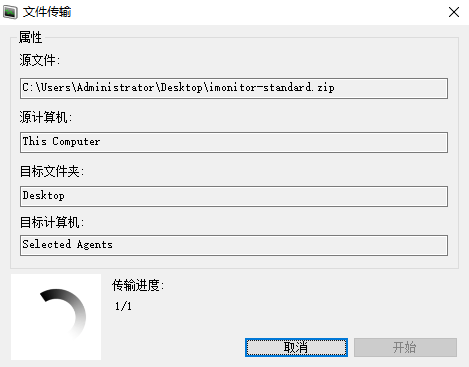 文件传输
属性
源文件:
C:\Users\Administrator\Desktop\imonitor-standard.zip
源计算机:
This Computer
目标文件夹:
Desktop
目标计算机:
Selected Agents
传输进度:
1/1
取消
开始